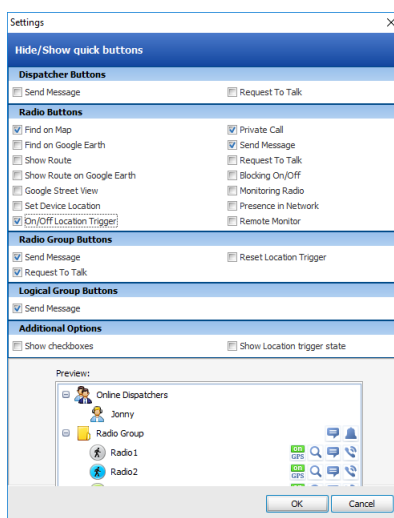 Settings
Hide/Show quick buttons
Dispatcher Buttons
Send Message Request To Talk
Radio Buttons
Find on Map Private Call
Find on Google Earth Send Message
Show Route Request To Talk
Show Route on Google Earth Blocking On/Off
Google Street View Monitoring Radio
Set Device Location Presence in Network
On/Off Location Trigger Remote Monitor
Radio Group Buttons
Send Message Reset Location Trigger
Request To Talk
Logical Group Buttons
Send Message
Additional Options
Show checkboxes Show Location trigger state
Preview:
Online Dispatchers
Jonny
Radio Group
Radio1 on GPS
Radio2 on GPS
OK Cancel